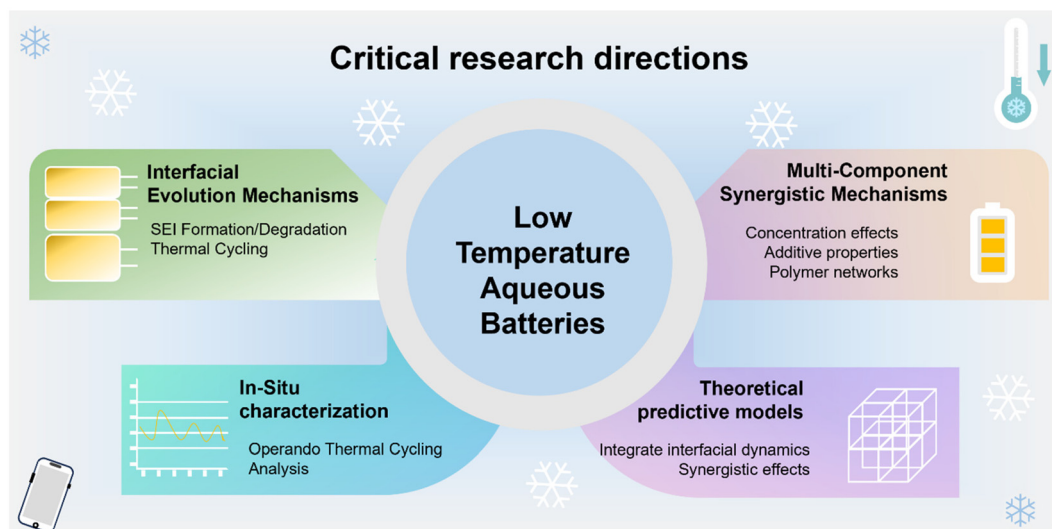 Critical research directions
Interfacial
Evolution Mechanisms
SEI Formation/Degradation
Thermal Cycling
Multi-Component
Synergistic Mechanisms
Concentration effects
Additive properties
Polymer networks
Low
Temperature
Aqueous
Batteries
In-Situ
characterization
Operando Thermal Cycling
Analysis
Theoretical
predictive models
Integrate interfacial dynamics
Synergistic effects